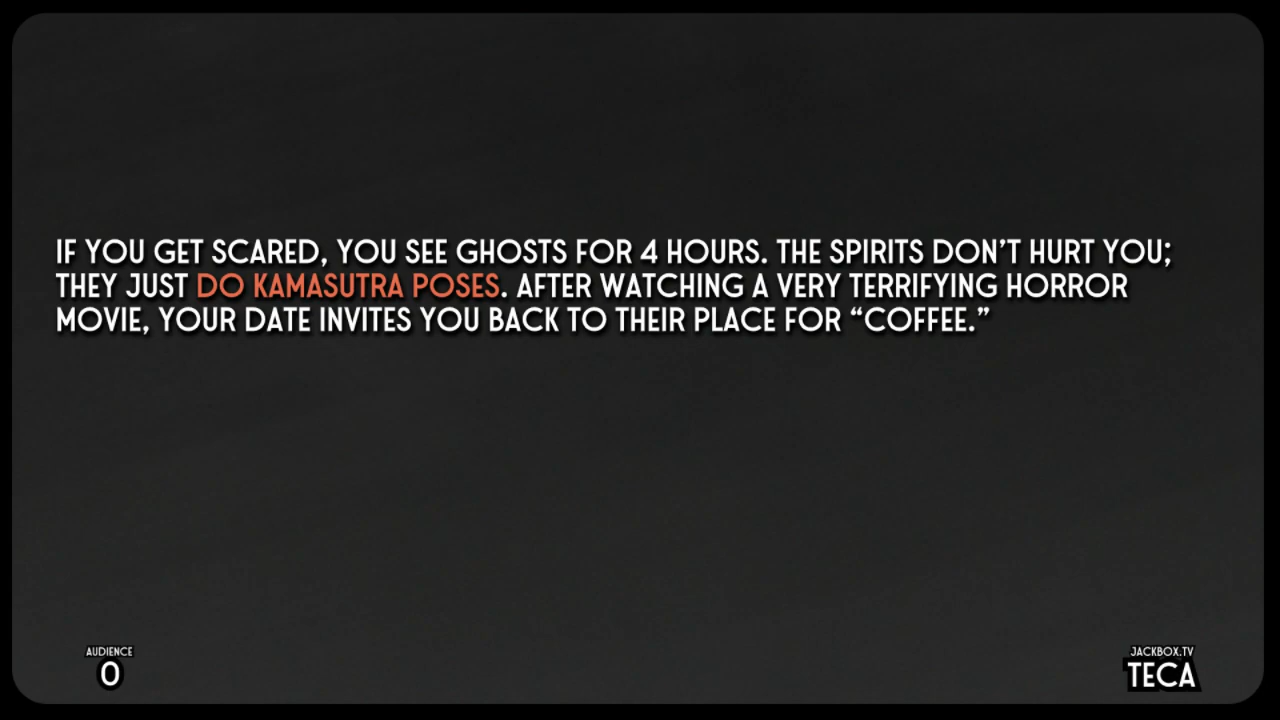 IF YOU GET SCARED, YOU SEE GHOSTS FOR 4 HOURS. THE SPIRITS DON’T HURT YOU;
THEY JUST DO KAMASUTRA POSES. AFTER WATCHING A VERY TERRIFYING HORROR
MOVIE, YOUR DATE INVITES YOU BACK TO THEIR PLACE FOR “COFFEE.”
AUDIENCE
0
JACKBOX.TV
TECA